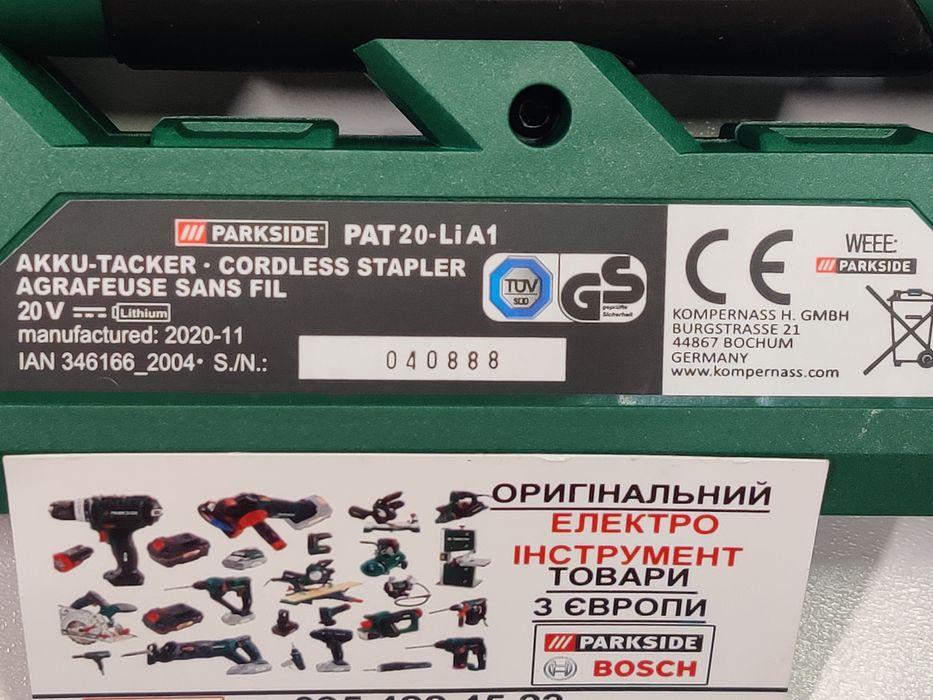 PARKSIDE PAT 20-Li A1
AKKU-TACKER · CORDLESS STAPLER
AGRAFEUSE SANS FIL
20 V Lithium
manufactured: 2020-11
IAN 346166_2004 • S./N.: 040888
TÜV
SÜD
GS
geprüfte
Sicherheit
CE
WEEE:
PARKSIDE
KOMPERNASS H. GMBH
BURGSTRASSE 21
44867 BOCHUM
GERMANY
www.kompernass.com
ОРИГІНАЛЬНИЙ
ЕЛЕКТРО
ІНСТРУМЕНТ
ТОВАРИ
З ЄВРОПИ
PARKSIDE
BOSCH